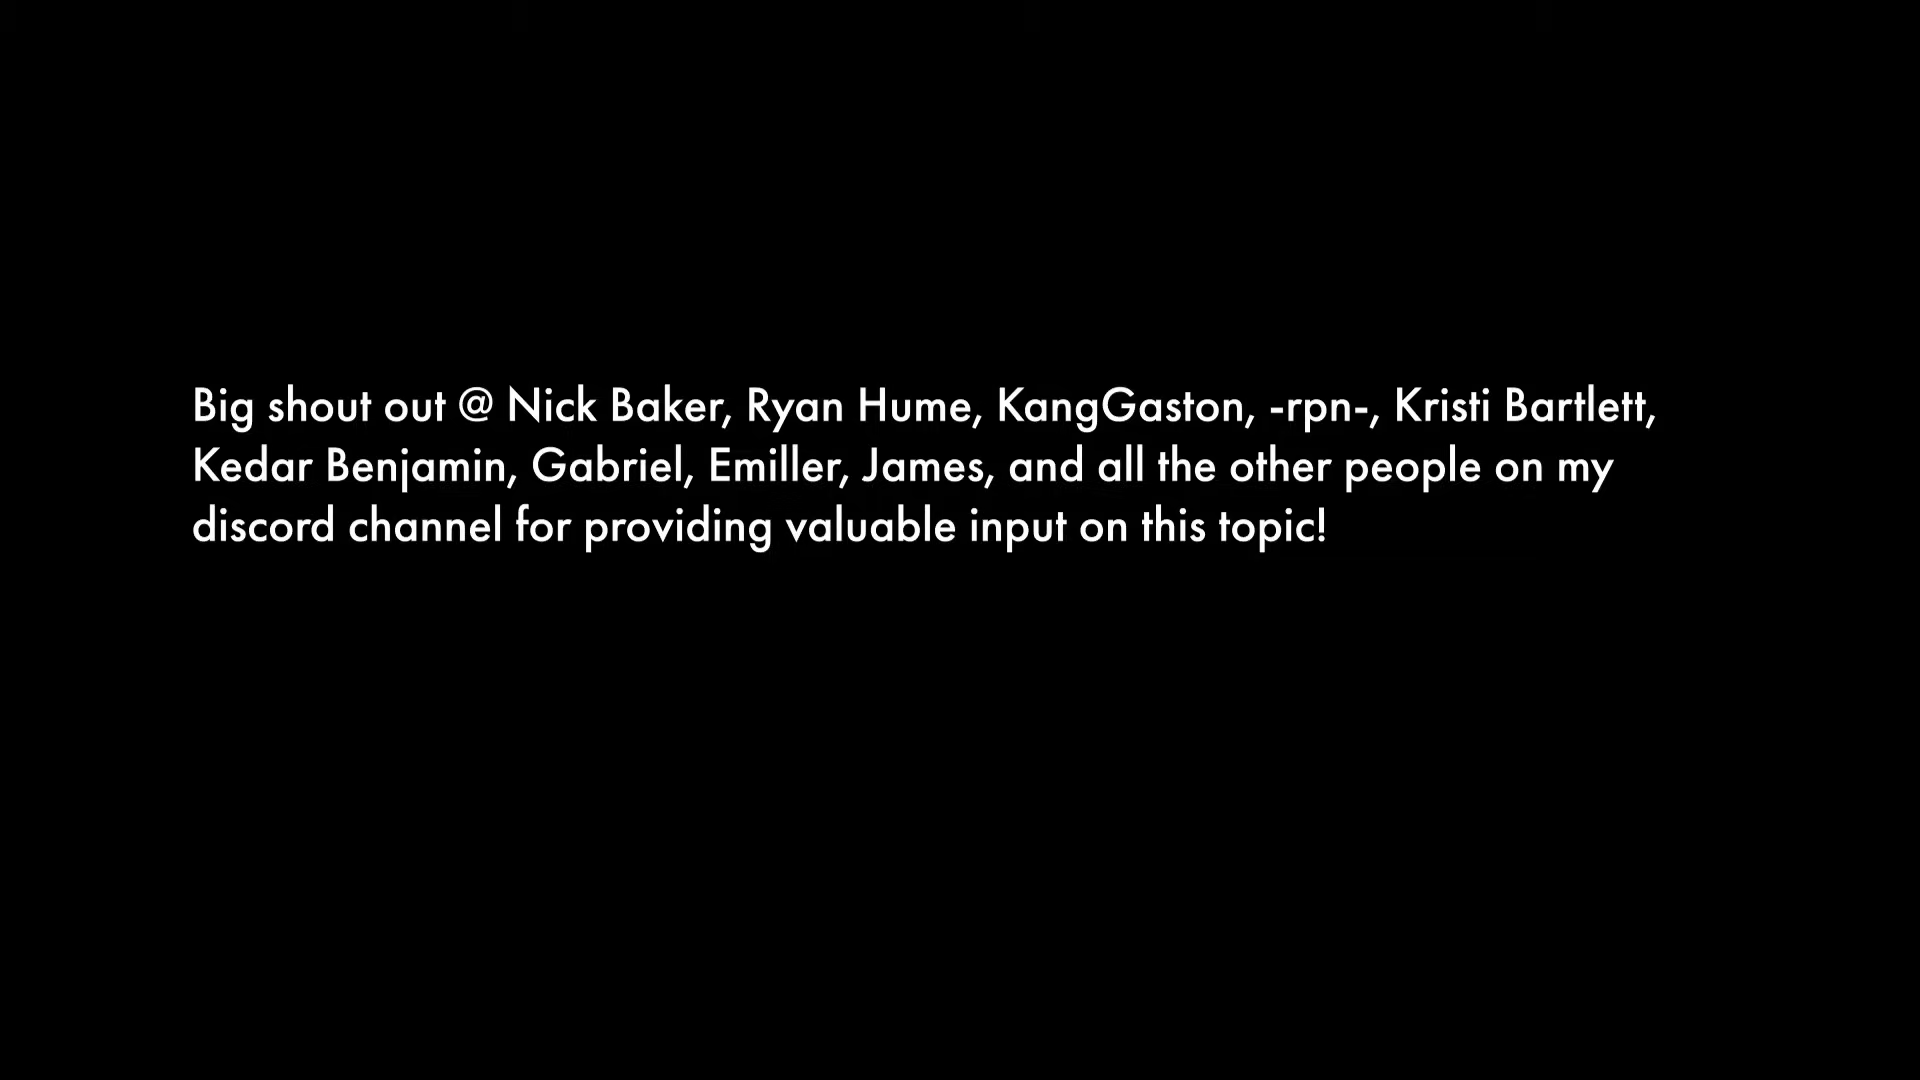 Big shout out @ Nick Baker, Ryan Hume, KangGaston, -rpn-, Kristi Bartlett,
Kedar Benjamin, Gabriel, Emiller, James, and all the other people on my
discord channel for providing valuable input on this topic!